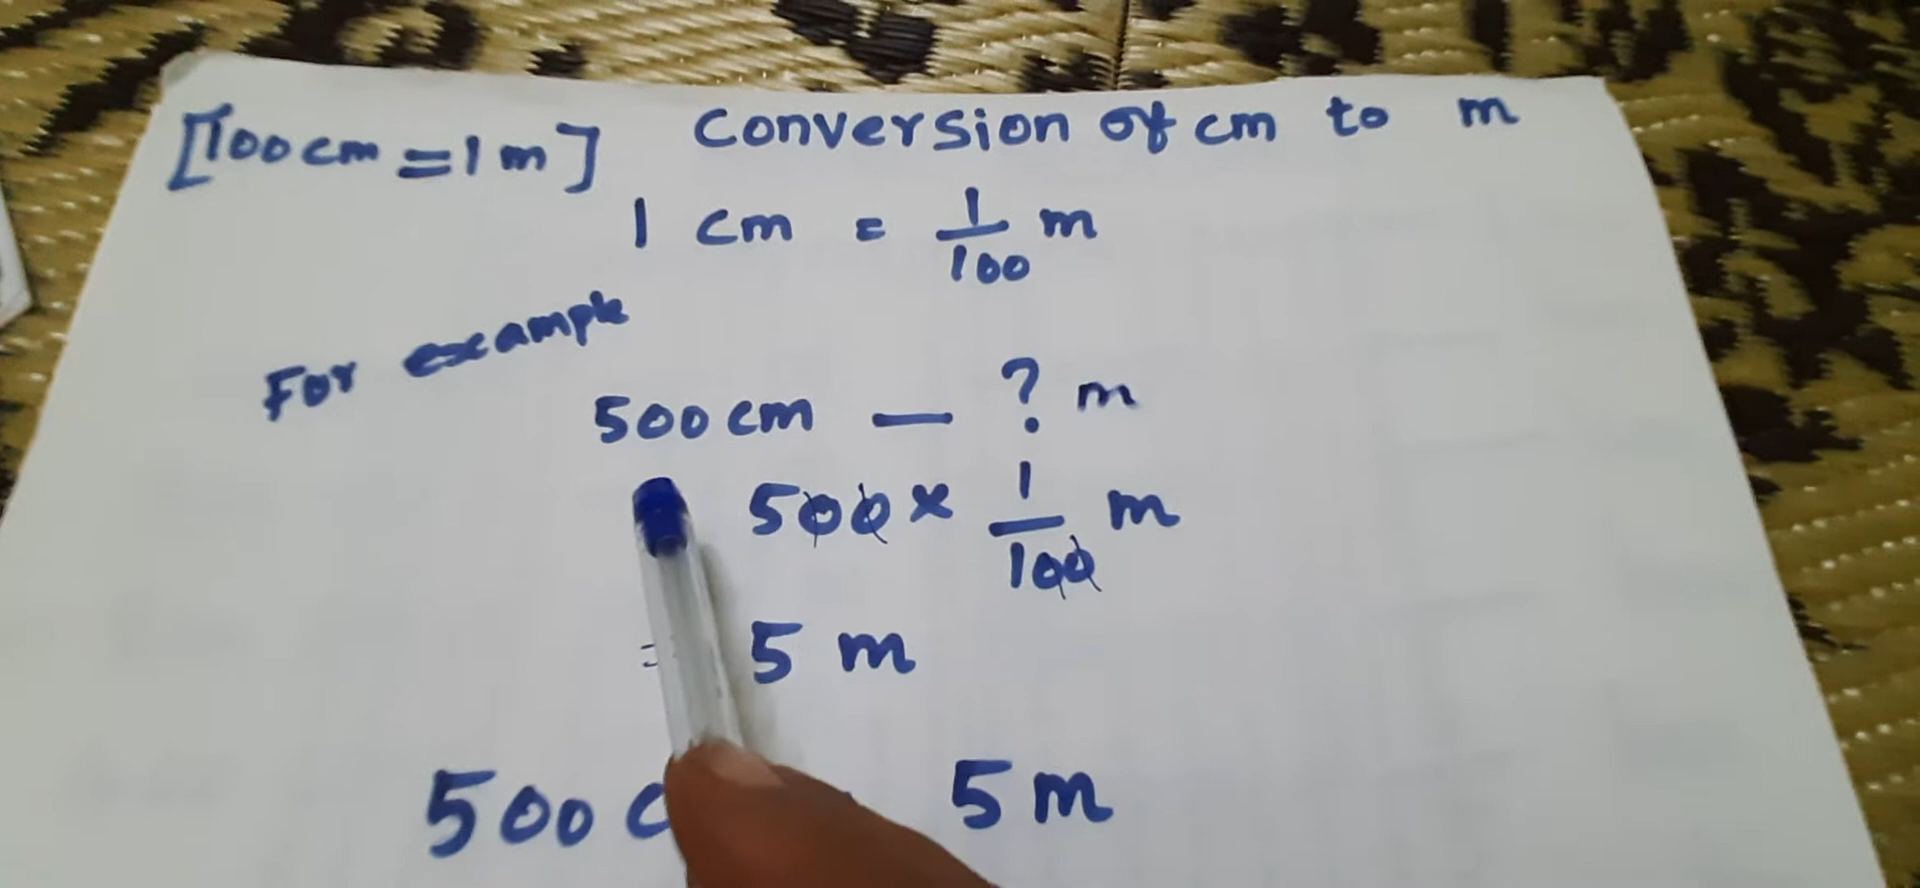 [100 cm = 1 m] Conversion of cm to m
1 cm = 1/100 m
For example
500 cm — ? m
500 × 1/100 m
= 5 m
500 c 5 m